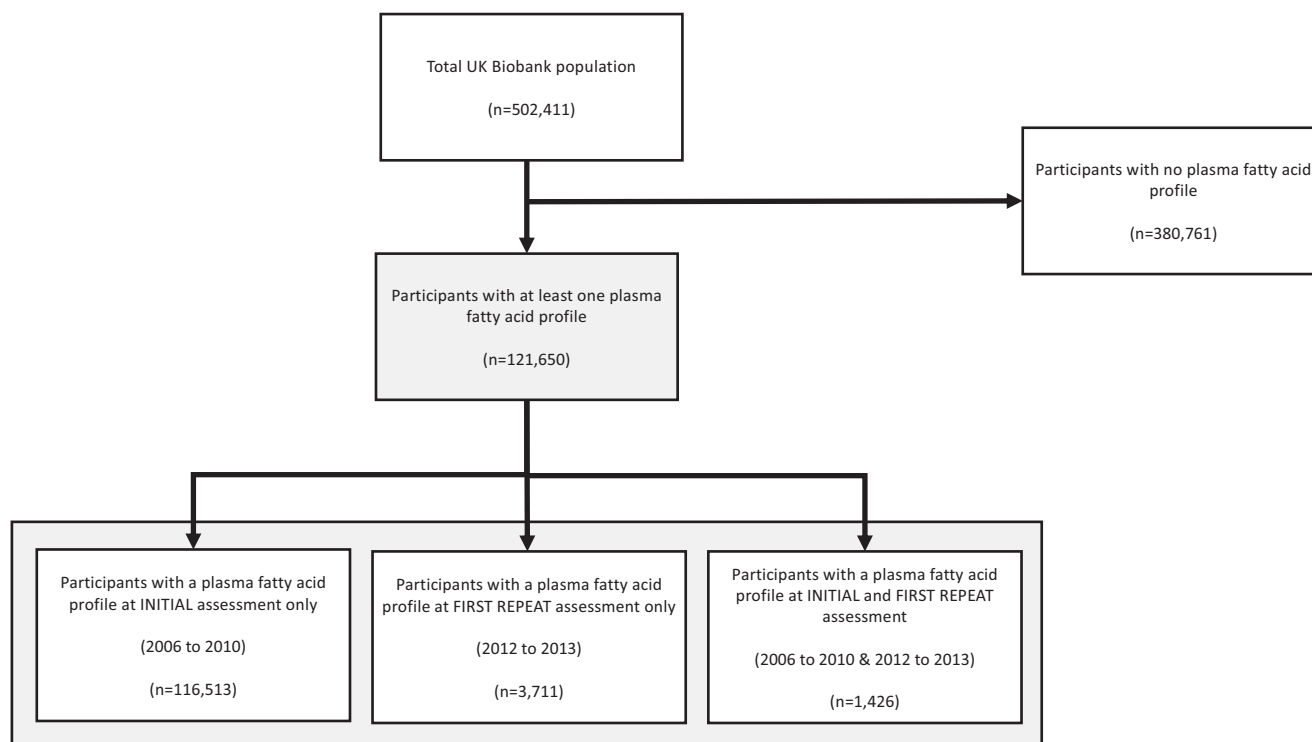 Total UK Biobank population
(n=502,411)
Participants with no plasma fatty acid
profile
(n=380,761)
Participants with at least one plasma
fatty acid profile
(n=121,650)
Participants with a plasma fatty acid
profile at INITIAL assessment only
(2006 to 2010)
(n=116,513)
Participants with a plasma fatty acid
profile at FIRST REPEAT assessment only
(2012 to 2013)
(n=3,711)
Participants with a plasma fatty acid
profile at INITIAL and FIRST REPEAT
assessment
(2006 to 2010 & 2012 to 2013)
(n=1,426)